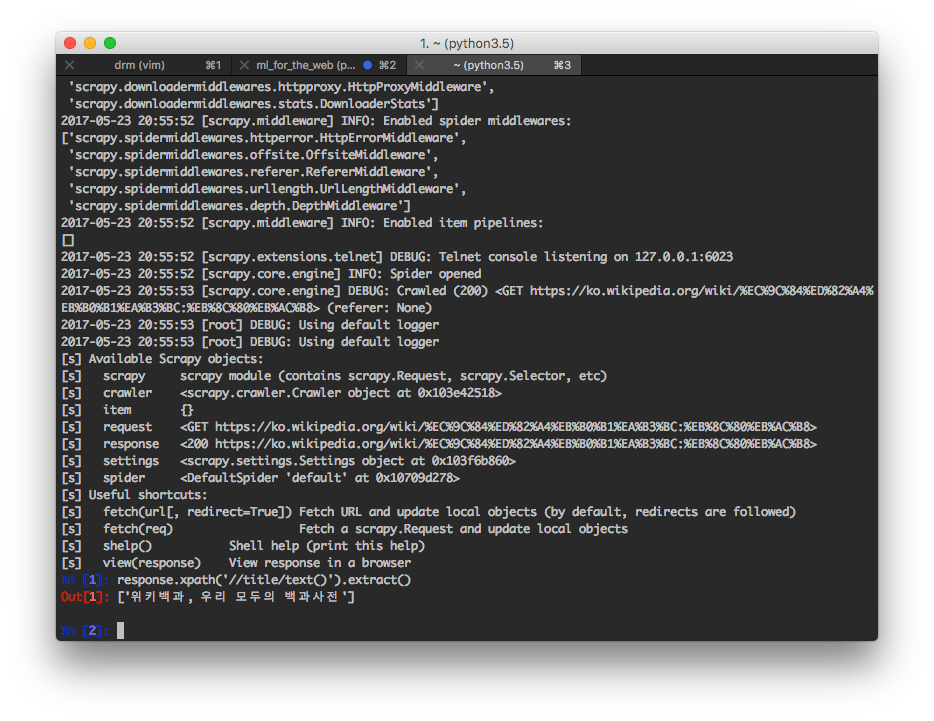 1. ~ (python3.5)
drm (vim) ⌘1 ml_for_the_web (p... ⌘2 ~ (python3.5) ⌘3
'scrapy.downloadermiddlewares.httpproxy.HttpProxyMiddleware',
'scrapy.downloadermiddlewares.stats.DownloaderStats']
2017-05-23 20:55:52 [scrapy.middleware] INFO: Enabled spider middlewares:
['scrapy.spidermiddlewares.httperror.HttpErrorMiddleware',
'scrapy.spidermiddlewares.offsite.OffsiteMiddleware',
'scrapy.spidermiddlewares.referer.RefererMiddleware',
'scrapy.spidermiddlewares.urllength.UrlLengthMiddleware',
'scrapy.spidermiddlewares.depth.DepthMiddleware']
2017-05-23 20:55:52 [scrapy.middleware] INFO: Enabled item pipelines:
[]
2017-05-23 20:55:52 [scrapy.extensions.telnet] DEBUG: Telnet console listening on 127.0.0.1:6023
2017-05-23 20:55:52 [scrapy.core.engine] INFO: Spider opened
2017-05-23 20:55:53 [scrapy.core.engine] DEBUG: Crawled (200) <GET https://ko.wikipedia.org/wiki/%EC%9C%84%ED%82%A4%
EB%B0%B1%EA%B3%BC:%EB%8C%80%EB%AC%B8> (referer: None)
2017-05-23 20:55:53 [root] DEBUG: Using default logger
2017-05-23 20:55:53 [root] DEBUG: Using default logger
[s] Available Scrapy objects:
[s] scrapy scrapy module (contains scrapy.Request, scrapy.Selector, etc)
[s] crawler <scrapy.crawler.Crawler object at 0x103e42518>
[s] item {}
[s] request <GET https://ko.wikipedia.org/wiki/%EC%9C%84%ED%82%A4%EB%B0%B1%EA%B3%BC:%EB%8C%80%EB%AC%B8>
[s] response <200 https://ko.wikipedia.org/wiki/%EC%9C%84%ED%82%A4%EB%B0%B1%EA%B3%BC:%EB%8C%80%EB%AC%B8>
[s] settings <scrapy.settings.Settings object at 0x103f6b860>
[s] spider <DefaultSpider 'default' at 0x10709d278>
[s] Useful shortcuts:
[s] fetch(url[, redirect=True]) Fetch URL and update local objects (by default, redirects are followed)
[s] fetch(req) Fetch a scrapy.Request and update local objects
[s] shelp() Shell help (print this help)
[s] view(response) View response in a browser
In [1]: response.xpath('//title/text()').extract()
Out[1]: ['위키백과, 우리 모두의 백과사전']
In [2]: